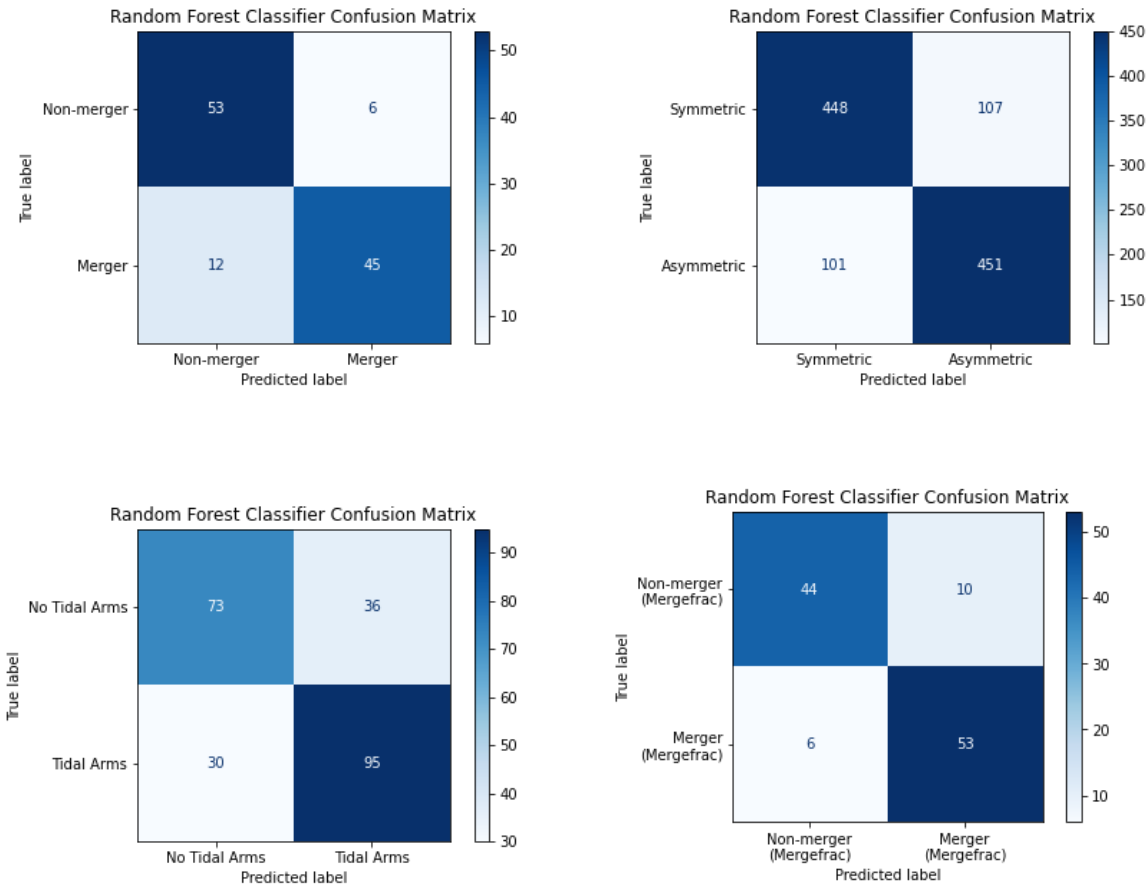 Random Forest Classifier Confusion Matrix
True label
Non-merger
53
6
Merger
12
45
Non-merger
Merger
Predicted label
50
40
30
20
10
Random Forest Classifier Confusion Matrix
True label
Symmetric
448
107
Asymmetric
101
451
Symmetric
Asymmetric
Predicted label
450
400
350
300
250
200
150
Random Forest Classifier Confusion Matrix
True label
No Tidal Arms
73
36
Tidal Arms
30
95
No Tidal Arms
Tidal Arms
Predicted label
90
80
70
60
50
40
30
Random Forest Classifier Confusion Matrix
True label
Non-merger
(Mergefrac)
44
10
Merger
(Mergefrac)
6
53
Non-merger
(Mergefrac)
Merger
(Mergefrac)
Predicted label
50
40
30
20
10